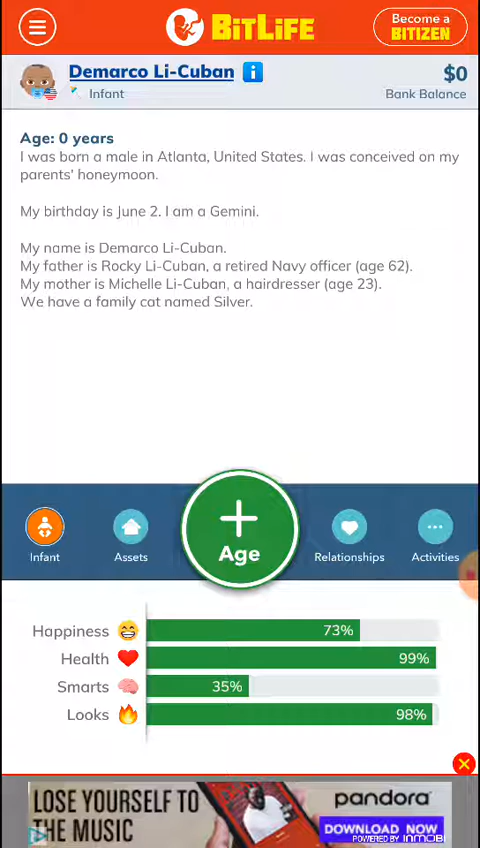 BitLife
Become a
BITIZEN
Demarco Li-Cuban i
$0
Infant
Bank Balance
Age: 0 years
I was born a male in Atlanta, United States. I was conceived on my
parents' honeymoon.
My birthday is June 2. I am a Gemini.
My name is Demarco Li-Cuban.
My father is Rocky Li-Cuban, a retired Navy officer (age 62).
My mother is Michelle Li-Cuban, a hairdresser (age 23).
We have a family cat named Silver.
Infant
Assets
Age
Relationships
Activities
Happiness 73%
Health 99%
Smarts 35%
Looks 98%
LOSE YOURSELF TO
THE MUSIC
pandora
DOWNLOAD NOW
POWERED BY INMOBI